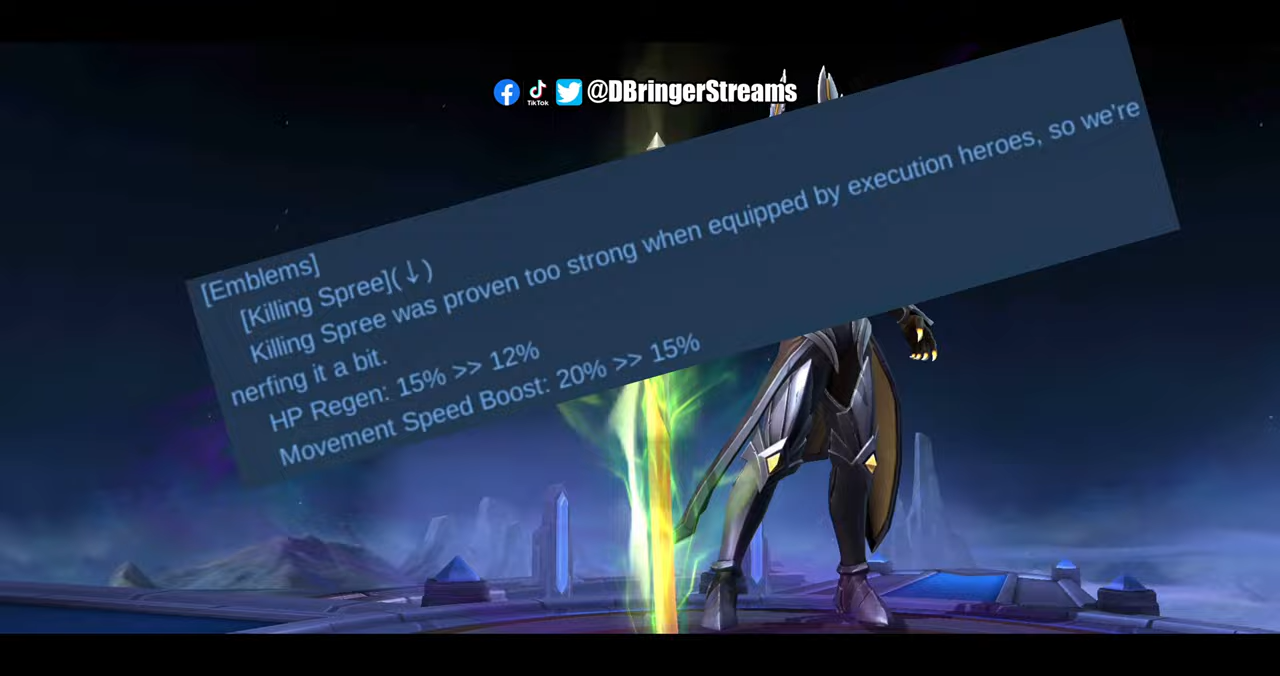 @DBringerStreams
TikTok
[Emblems]
[Killing Spree](↓)
Killing Spree was proven too strong when equipped by execution heroes, so we're
nerfing it a bit.
HP Regen: 15% >> 12%
Movement Speed Boost: 20% >> 15%